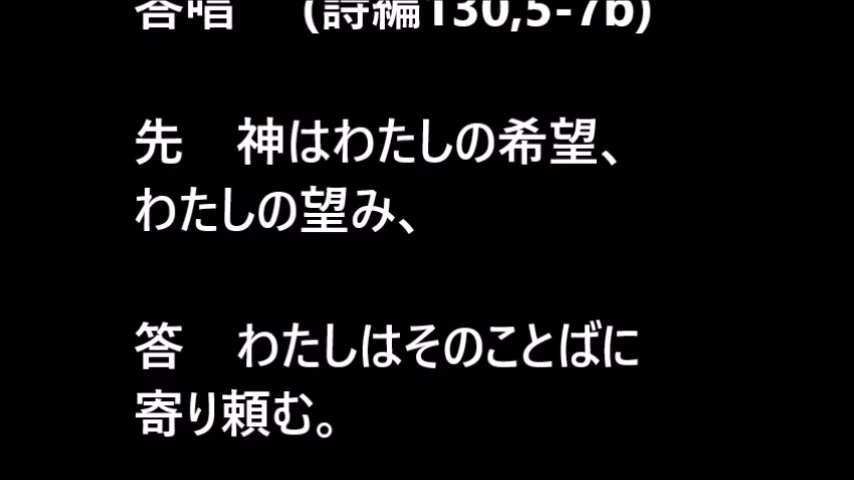 答唱　(詩編130,5-7b)
先　神はわたしの希望、
わたしの望み、
答　わたしはそのことばに
寄り頼む。